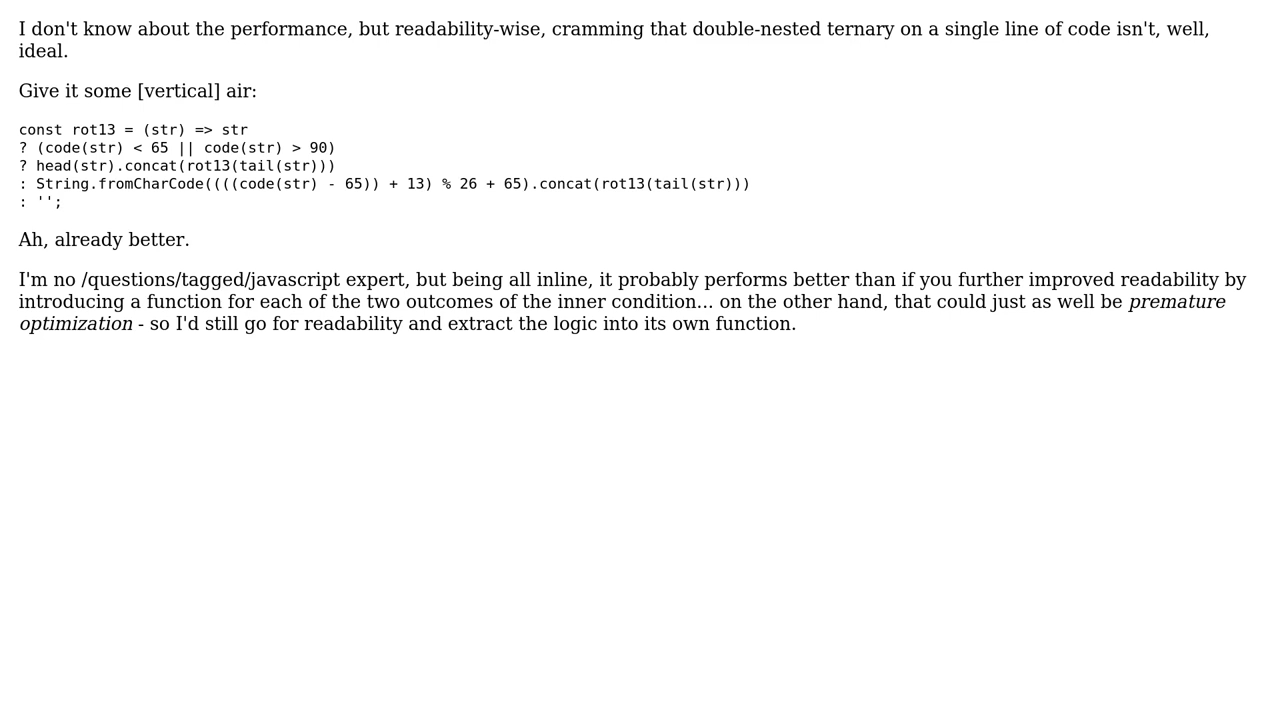 I don't know about the performance, but readability-wise, cramming that double-nested ternary on a single line of code isn't, well,
ideal.
Give it some [vertical] air:
const rot13 = (str) => str
? (code(str) < 65 || code(str) > 90)
? head(str).concat(rot13(tail(str)))
: String.fromCharCode((((code(str) - 65)) + 13) % 26 + 65).concat(rot13(tail(str)))
: '';
Ah, already better.
I'm no /questions/tagged/javascript expert, but being all inline, it probably performs better than if you further improved readability by
introducing a function for each of the two outcomes of the inner condition... on the other hand, that could just as well be premature
optimization - so I'd still go for readability and extract the logic into its own function.